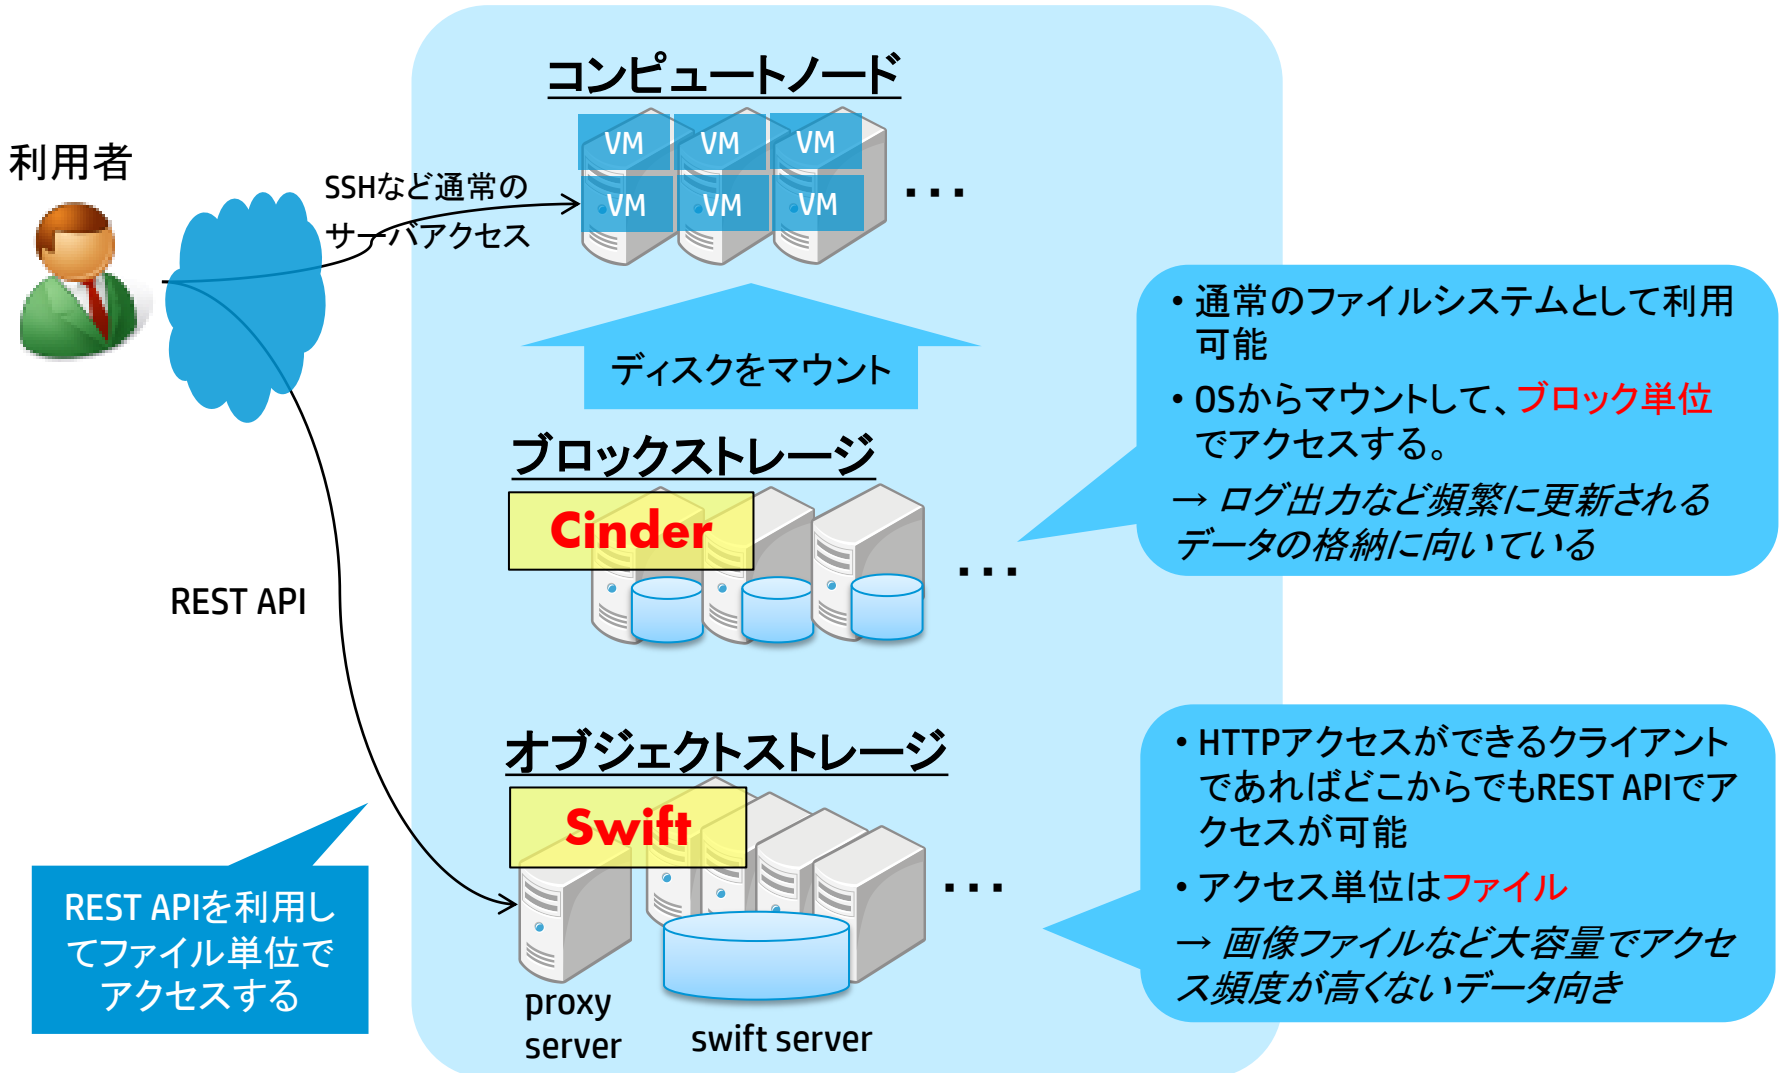 コンピュートノード
利用者
VM
VM
VM
VM
VM
VM
...
SSHなど通常の
サーバアクセス
ディスクをマウント
・通常のファイルシステムとして利用
可能
・OSからマウントして、ブロック単位
でアクセスする。
→ ログ出力など頻繁に更新される
データの格納に向いている
ブロックストレージ
Cinder
...
REST API
オブジェクトストレージ
Swift
...
・HTTPアクセスができるクライアント
であればどこからでもREST APIでア
クセスが可能
・アクセス単位はファイル
→ 画像ファイルなど大容量でアクセ
ス頻度が高くないデータ向き
REST APIを利用し
てファイル単位で
アクセスする
proxy
server
swift server